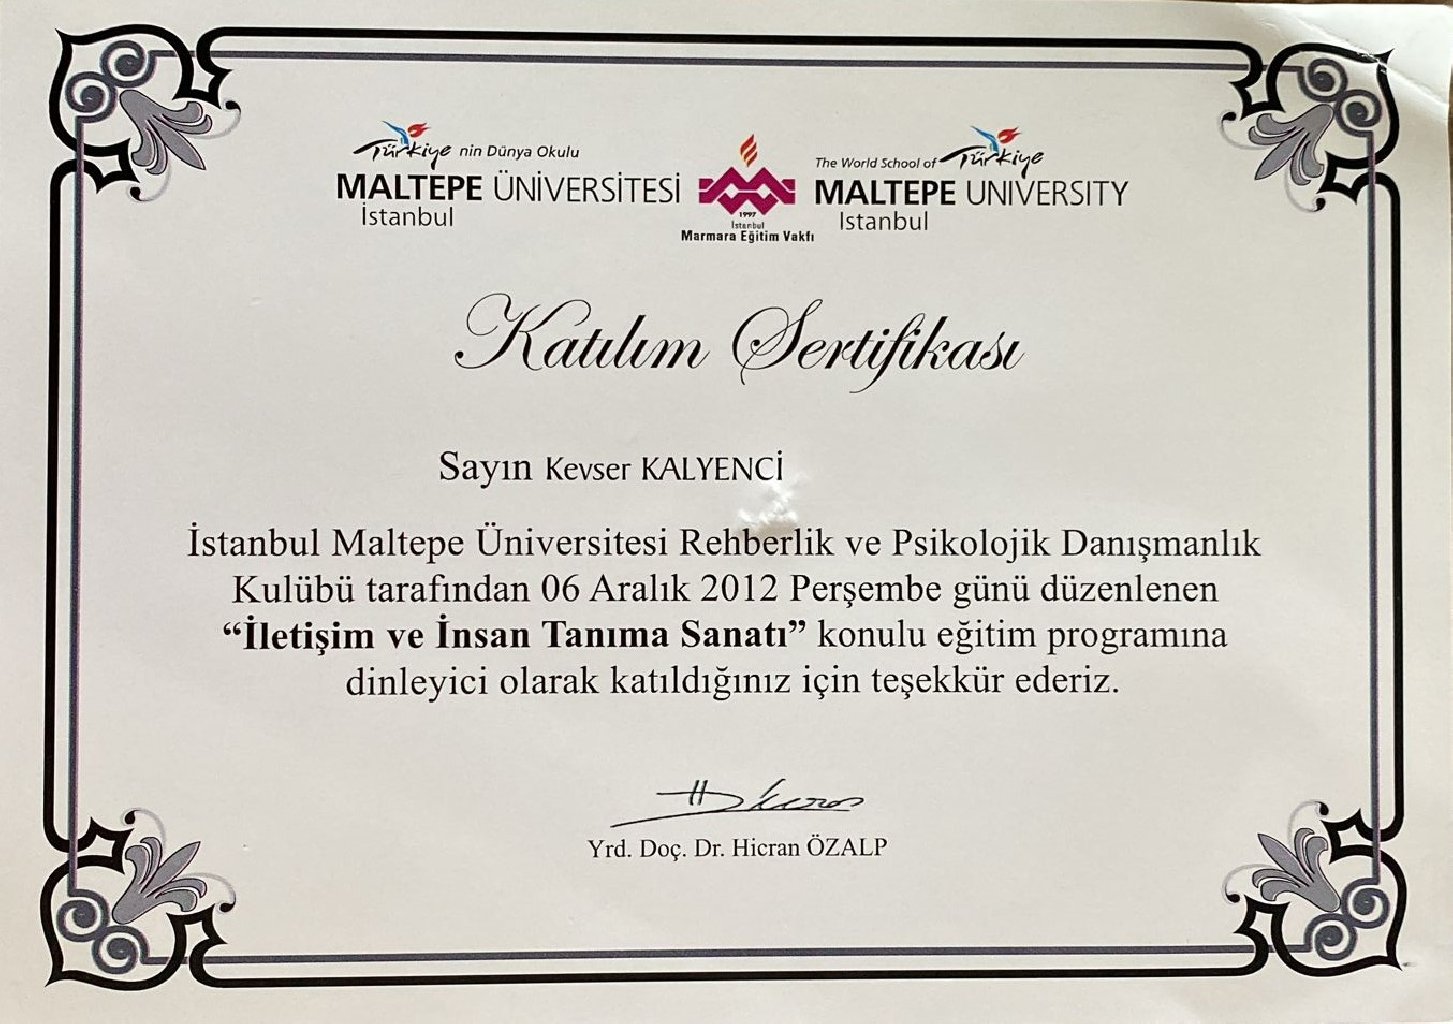 Türkiye nin Dünya Okulu
MALTEPE ÜNİVERSİTESİ
İstanbul
1997
İstanbul
Marmara Eğitim Vakfı
The World School of Türkiye
MALTEPE UNIVERSITY
İstanbul
Katılım Sertifikası
Sayın Kevser KALYENCİ
İstanbul Maltepe Üniversitesi Rehberlik ve Psikolojik Danışmanlık
Kulübü tarafından 06 Aralık 2012 Perşembe günü düzenlenen
“İletişim ve İnsan Tanıma Sanatı” konulu eğitim programına
dinleyici olarak katıldığınız için teşekkür ederiz.
Yrd. Doç. Dr. Hicran ÖZALP